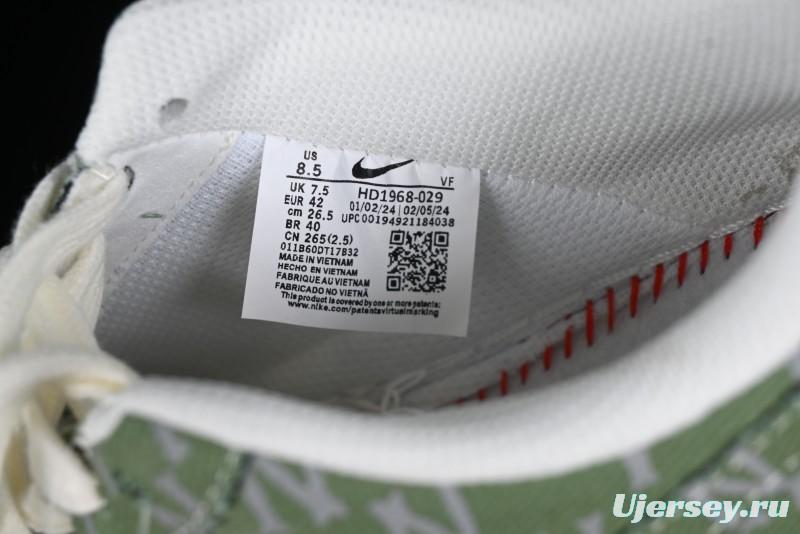 US
8.5
VF
UK 7.5 HD1968-029
EUR 42 01/02/24 | 02/05/24
cm 26.5 UPC00194921184038
BR 40
CN 265(2.5)
011B60DT17B32
MADE IN VIETNAM
HECHO EN VIETNAM
FABRIQUE AU VIETNAM
FABRICADO NO VIETNÃ
This product is covered by one or more patents:
www.nike.com/patentsvirtualmarking
Ujersey.ru